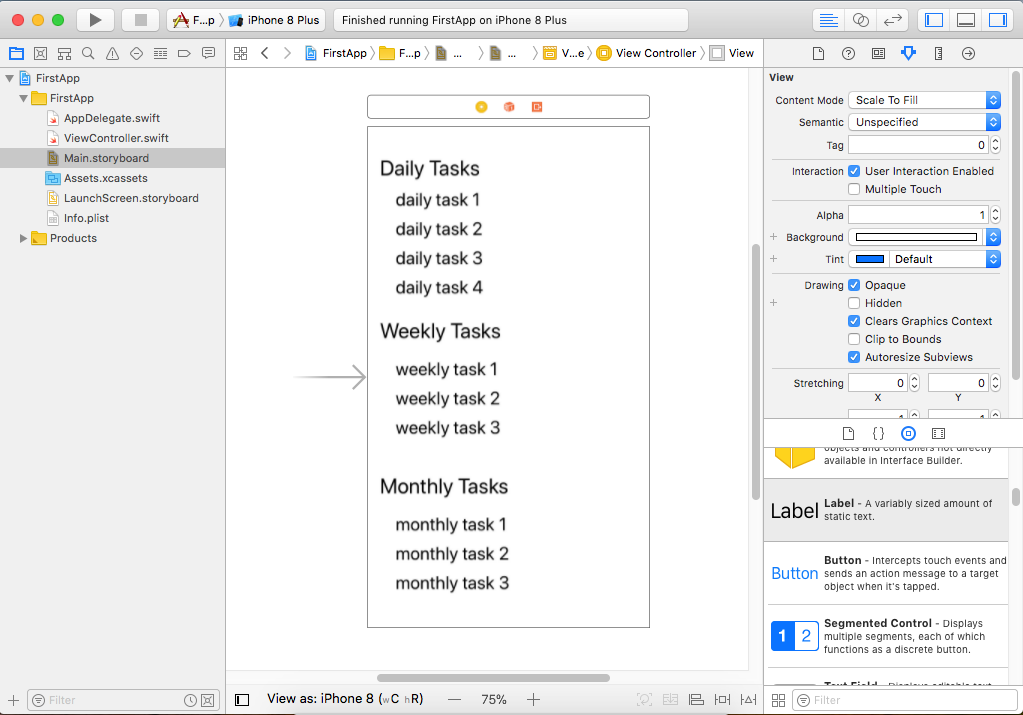 F...p
iPhone 8 Plus
Finished running FirstApp on iPhone 8 Plus
FirstApp
F...p
...
...
V...e
View Controller
View
FirstApp
FirstApp
AppDelegate.swift
ViewController.swift
Main.storyboard
Assets.xcassets
LaunchScreen.storyboard
Info.plist
Products
Filter
Daily Tasks
daily task 1
daily task 2
daily task 3
daily task 4
Weekly Tasks
weekly task 1
weekly task 2
weekly task 3
Monthly Tasks
monthly task 1
monthly task 2
monthly task 3
View as: iPhone 8 (wC hR)
75%
View
Content Mode Scale To Fill
Semantic Unspecified
Tag 0
Interaction User Interaction Enabled
Multiple Touch
Alpha 1
Background
Tint Default
Drawing Opaque
Hidden
Clears Graphics Context
Clip to Bounds
Autoresize Subviews
Stretching 0 0
X Y
objects and controllers not directly
available in Interface Builder.
Label
Label - A variably sized amount of
static text.
Button
Button - Intercepts touch events and
sends an action message to a target
object when it's tapped.
1 2
Segmented Control - Displays
multiple segments, each of which
functions as a discrete button.
Text Field - Displays editable text
Filter